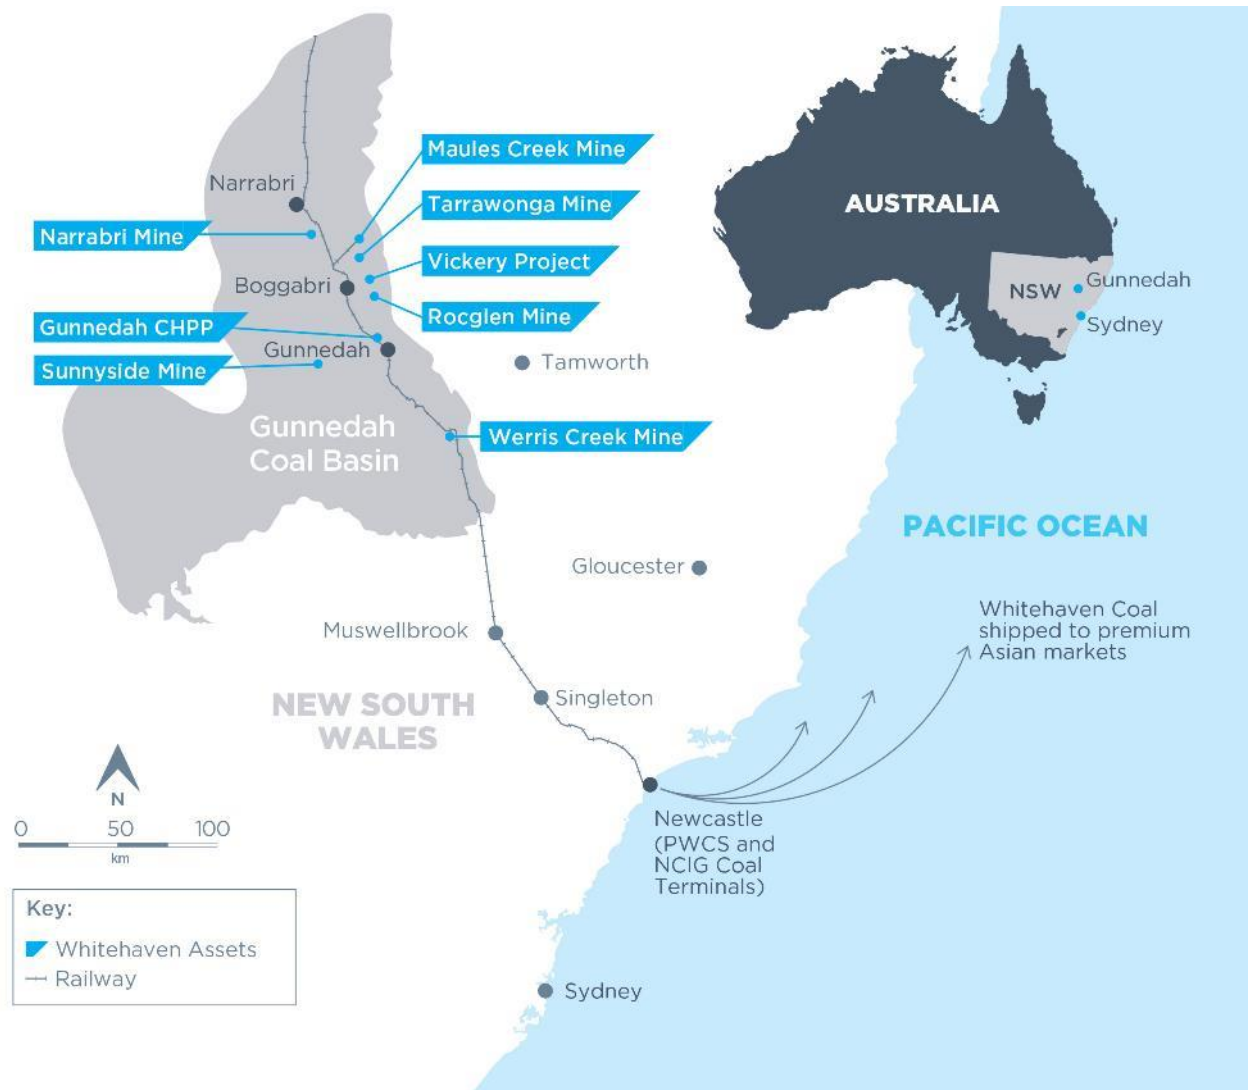 Maules Creek Mine
AUSTRALIA
Narrabri
Tarrawonga Mine
Narrabri Mine
Vickery Project
Boggabri
Rocglen Mine
NSW
Gunnedah
Sydney
Gunnedah CHPP
Gunnedah
Sunnyside Mine
Tamworth
Gunnedah
Coal Basin
Werris Creek Mine
PACIFIC OCEAN
Gloucester
Whitehaven Coal
shipped to premium
Asian markets
Muswellbrook
Singleton
NEW SOUTH
WALES
N
0 50 100
km
Newcastle
(PWCS and
NCIG Coal
Terminals)
Key:
Whitehaven Assets
Railway
Sydney